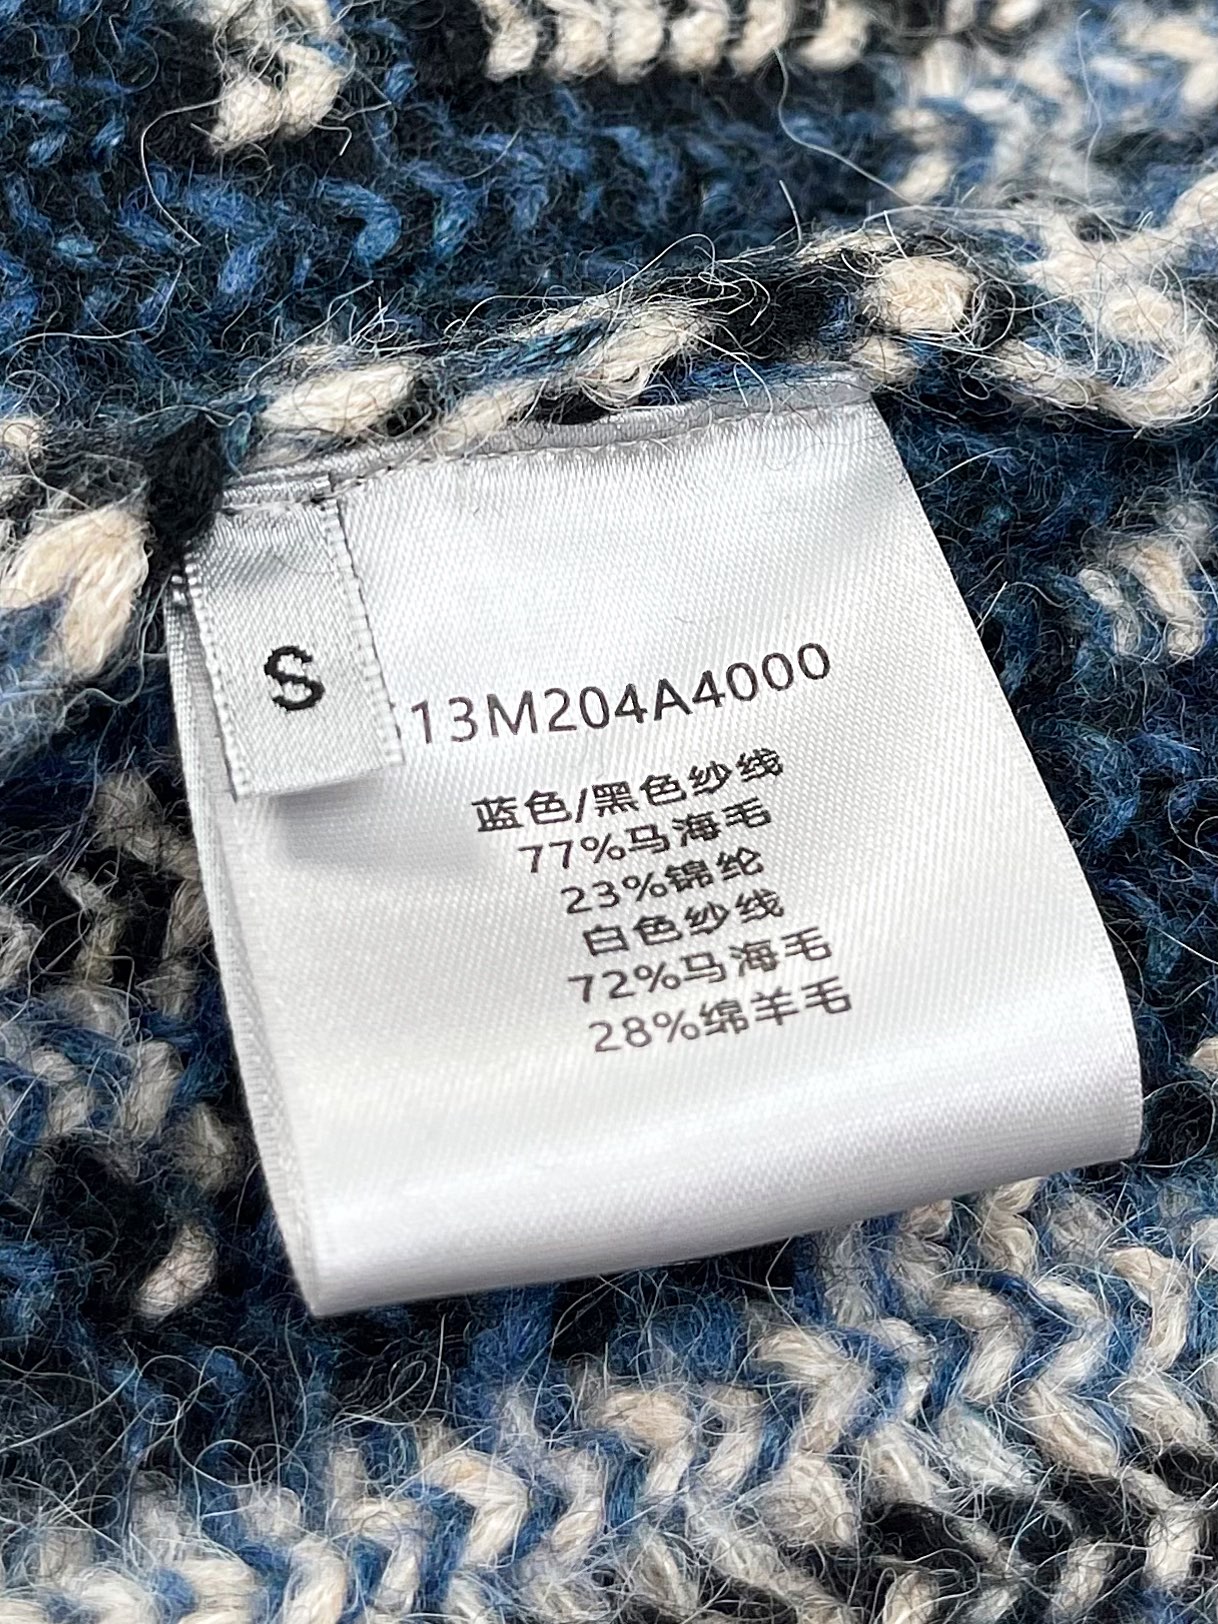 S
13M204A4000
蓝色/黑色纱线
77%马海毛
23%锦纶
白色纱线
72%马海毛
28%绵羊毛